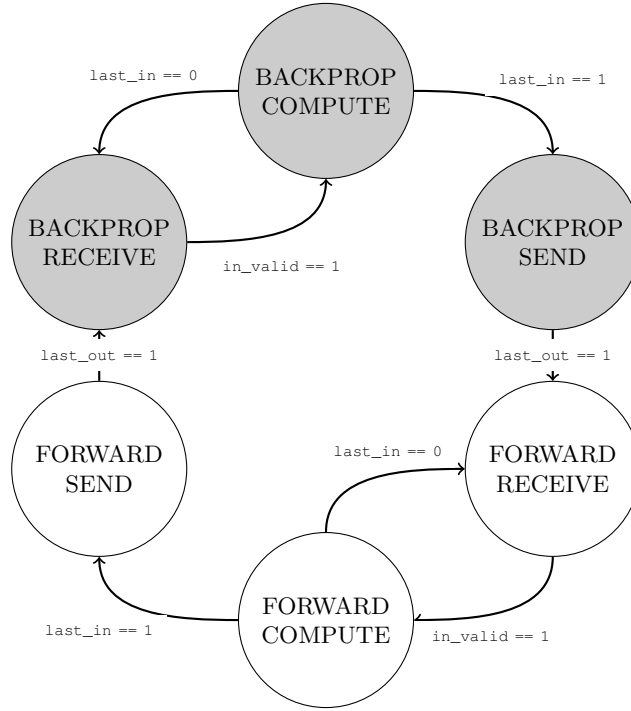 last_in == 0
BACKPROP
COMPUTE
last_in == 1
BACKPROP
RECEIVE
in_valid == 1
BACKPROP
SEND
last_out == 1
last_out == 1
FORWARD
SEND
last_in == 0
FORWARD
RECEIVE
last_in == 1
FORWARD
COMPUTE
in_valid == 1